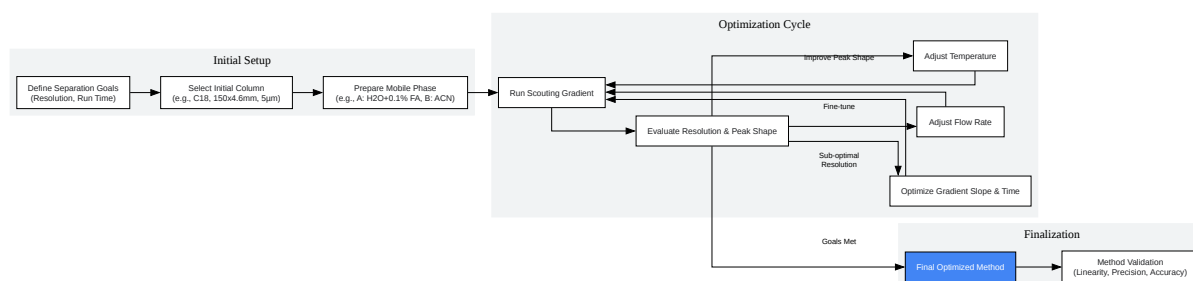 Initial Setup
Define Separation Goals
(Resolution, Run Time)
Select Initial Column
(e.g., C18, 150x4.6mm, 5µm)
Prepare Mobile Phase
(e.g., A: H2O+0.1% FA, B: ACN)
Optimization Cycle
Run Scouting Gradient
Evaluate Resolution & Peak Shape
Improve Peak Shape
Adjust Temperature
Fine-tune
Adjust Flow Rate
Sub-optimal
Resolution
Optimize Gradient Slope & Time
Goals Met
Finalization
Final Optimized Method
Method Validation
(Linearity, Precision, Accuracy)